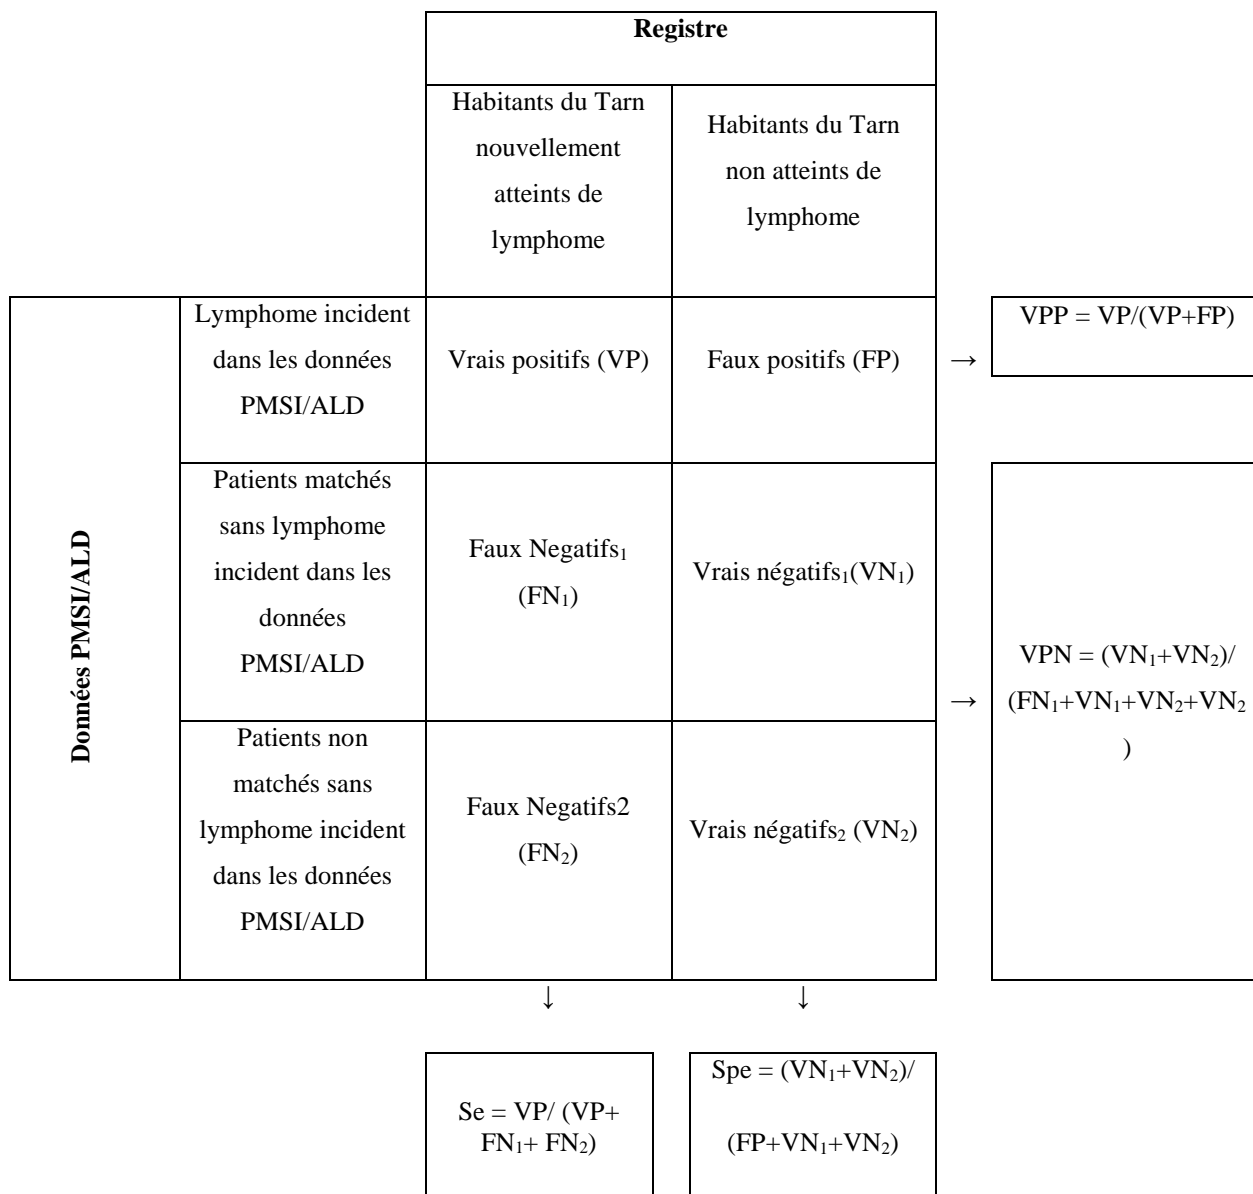 Registre
Habitants du Tarn
nouvellement
atteints de
lymphome
Habitants du Tarn
non atteints de
lymphome
Données PMSI/ALD
Lymphome incident
dans les données
PMSI/ALD
Vrais positifs (VP)
Faux positifs (FP)
→
VPP = VP/(VP+FP)
Patients matchés
sans lymphome
incident dans les
données
PMSI/ALD
Faux Negatifs₁
(FN₁)
Vrais négatifs₁(VN₁)
→
VPN = (VN₁+VN₂)/
(FN₁+VN₁+VN₂+VN₂
)
Patients non
matchés sans
lymphome incident
dans les données
PMSI/ALD
Faux Negatifs2
(FN₂)
Vrais négatifs₂ (VN₂)
↓
↓
Se = VP/ (VP+
FN₁+ FN₂)
Spe = (VN₁+VN₂)/
(FP+VN₁+VN₂)